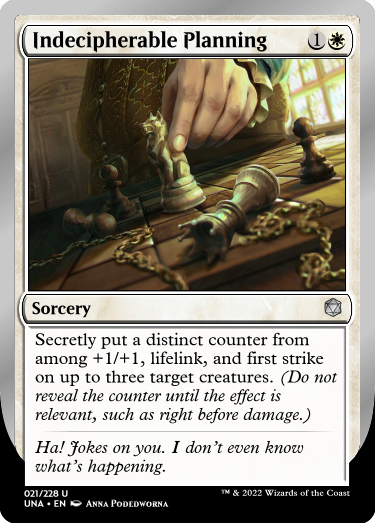 Indecipherable Planning 1
Sorcery
Secretly put a distinct counter from
among +1/+1, lifelink, and first strike
on up to three target creatures. (Do not
reveal the counter until the effect is
relevant, such as right before damage.)
Ha! Jokes on you. I don't even know
what's happening.
021/228 U
UNA • EN Anna Podedworna
™ & 2022 Wizards of the Coast